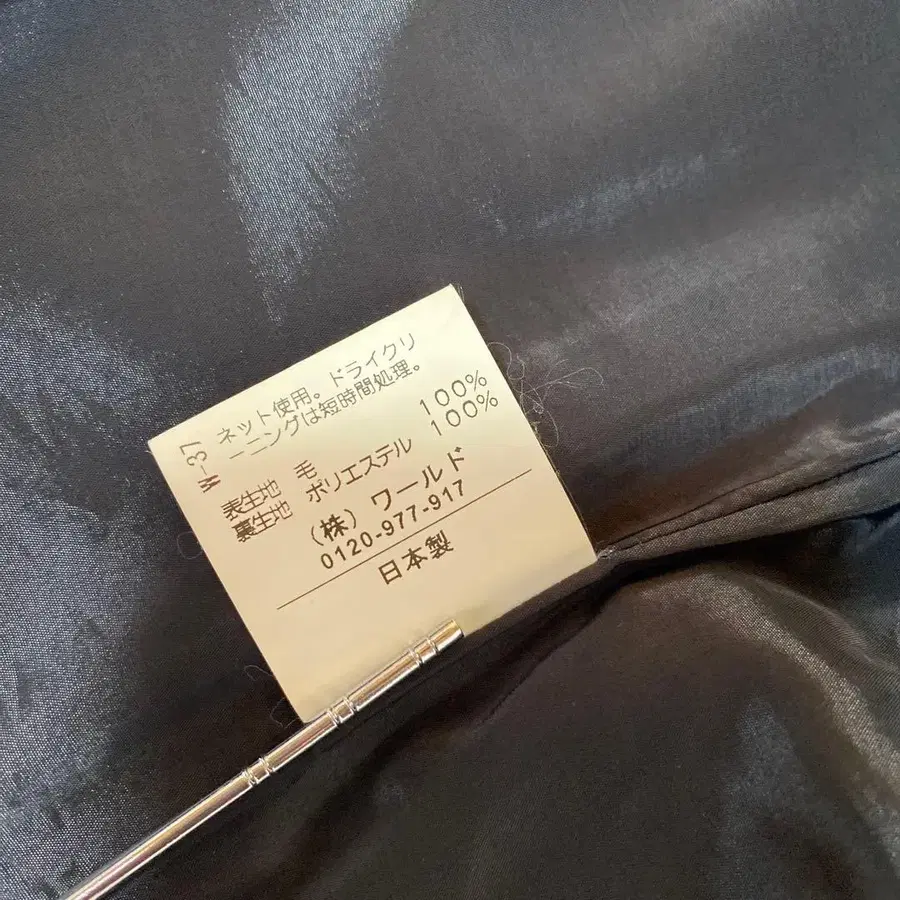 W-37
ネット使用。ドライクリ
ーニングは短時間処理。
表生地 毛 100%
裏生地 ポリエステル 100%
(株)ワールド
0120-977-917
日本製